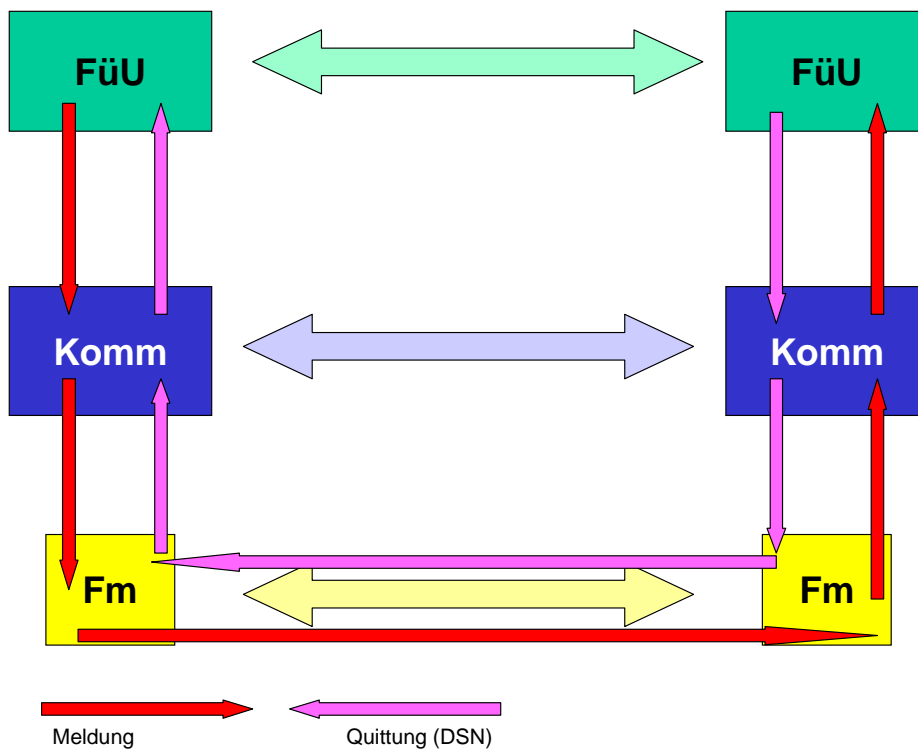 FüU
FüU
Komm
Komm
Fm
Fm
Meldung
Quittung (DSN)